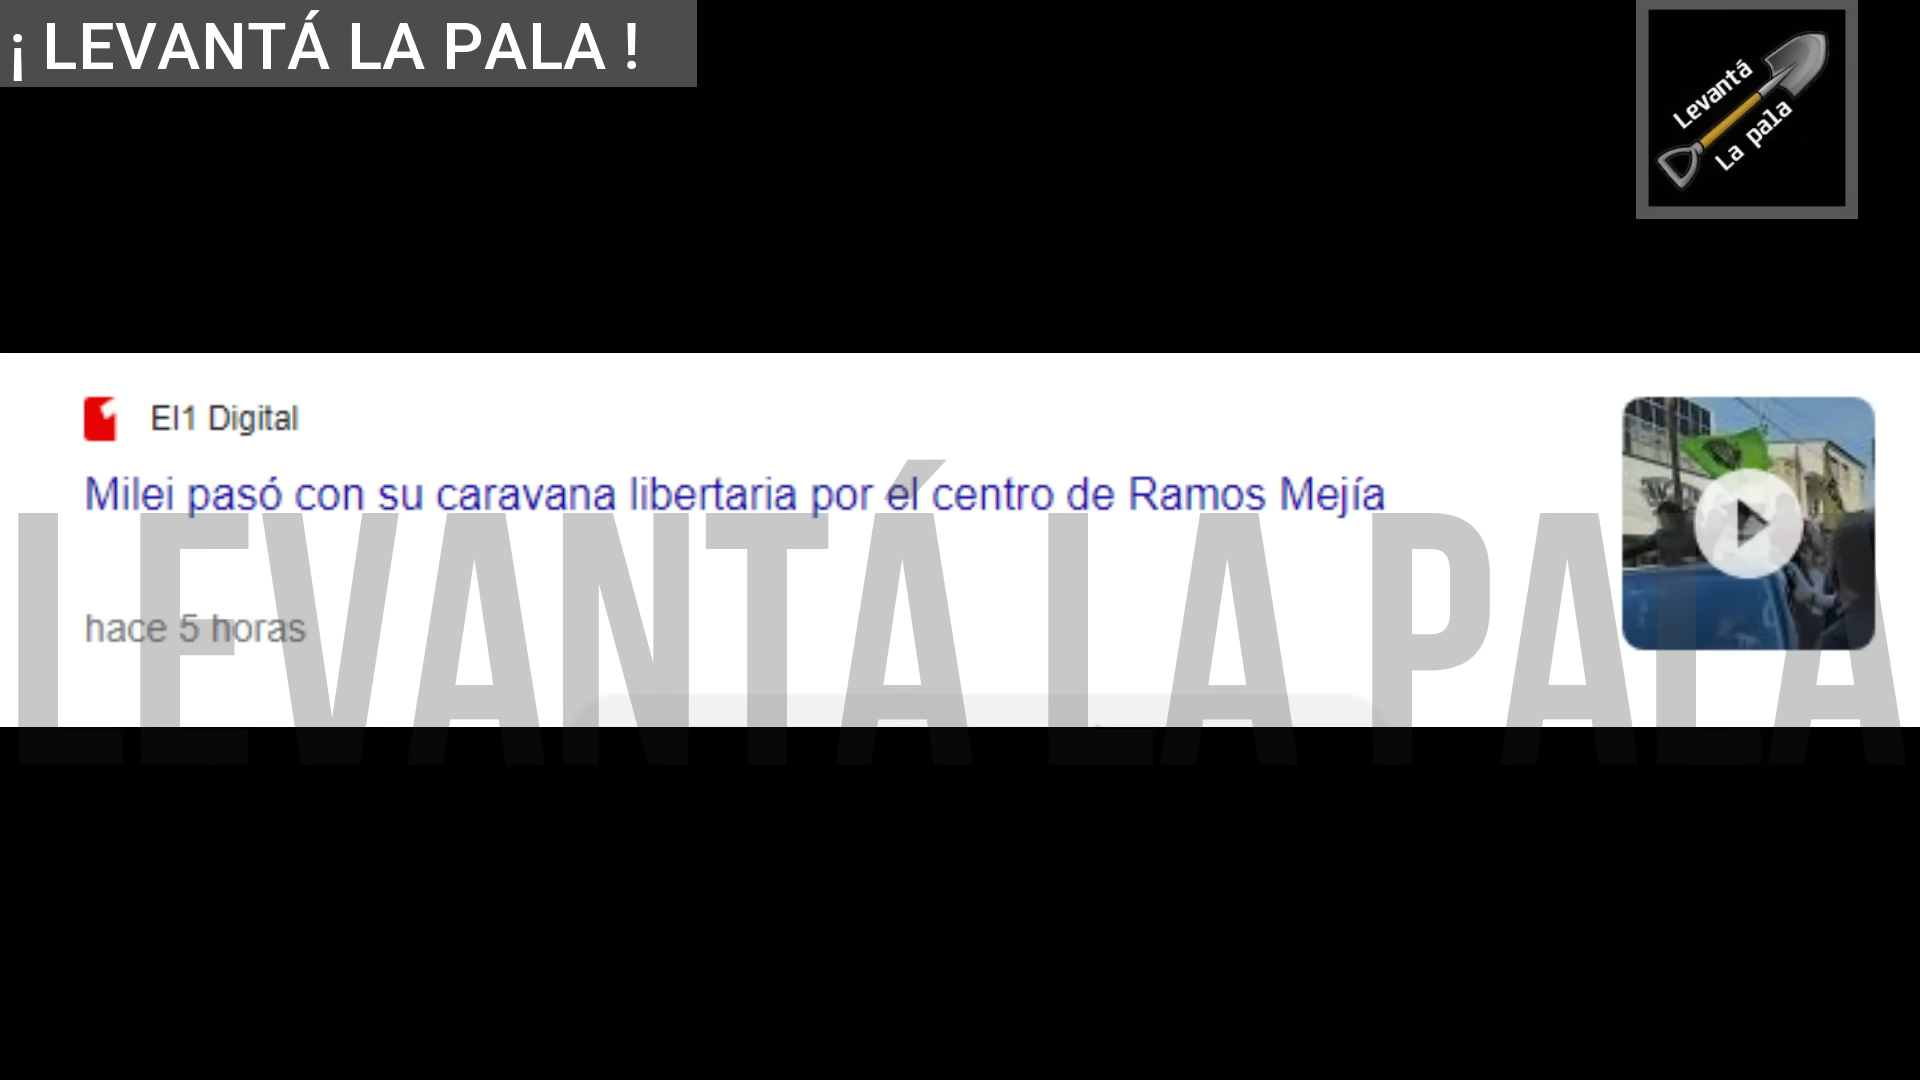 ¡ LEVANTÁ LA PALA !
Levantá
La pala
El1 Digital
Milei pasó con su caravana libertaria por el centro de Ramos Mejía
hace 5 horas
LEVANTÁ LA PALA